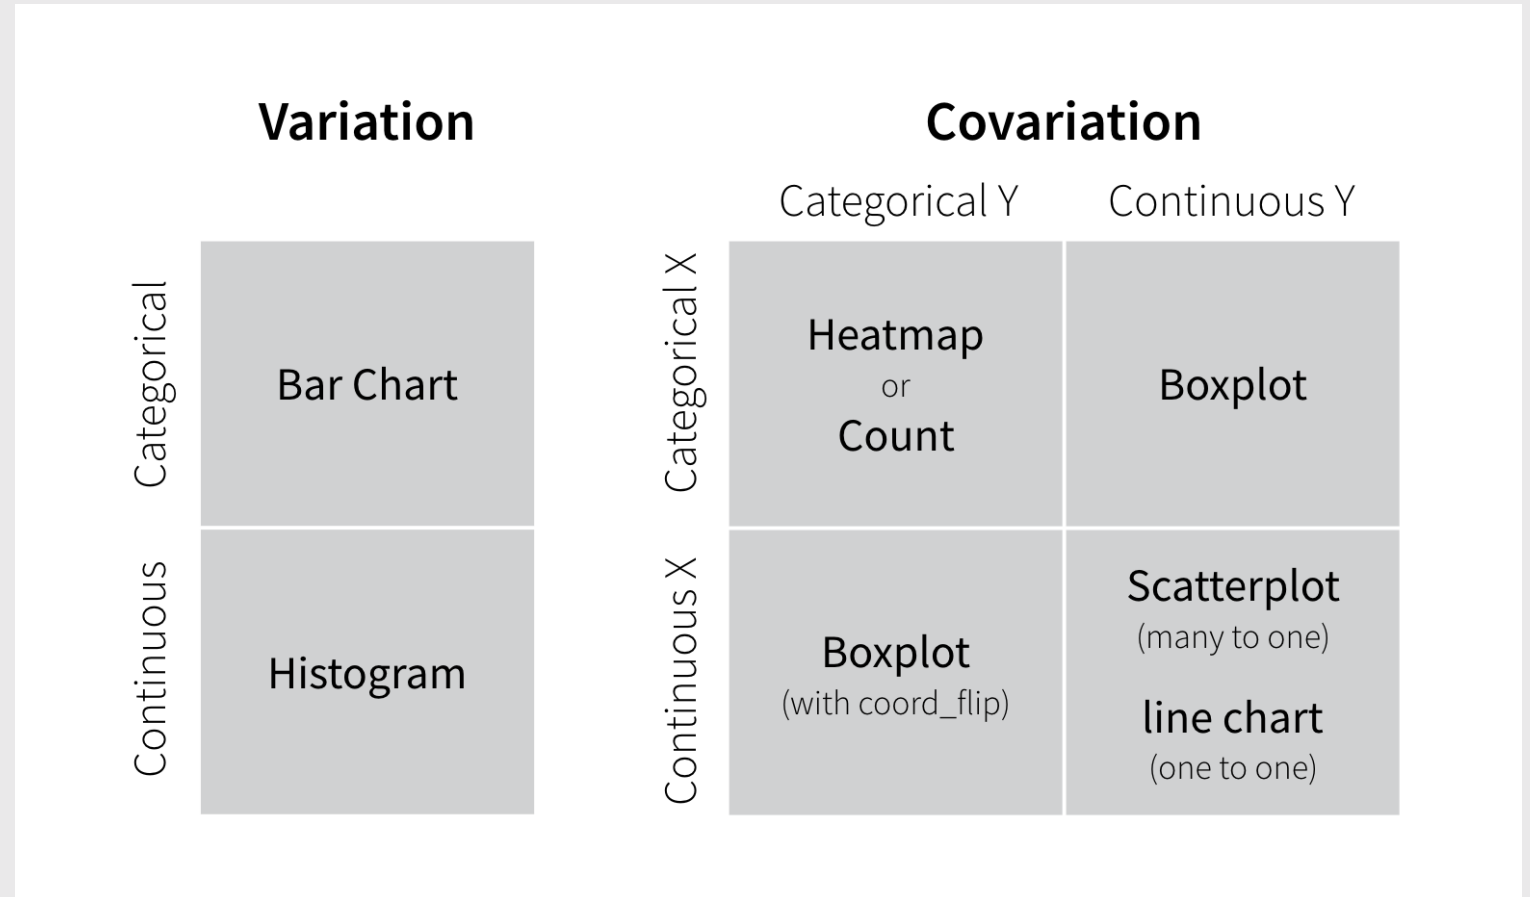 Variation
Categorical
Bar Chart
Continuous
Histogram
Covariation
Categorical Y
Continuous Y
Categorical X
Heatmap
or
Count
Boxplot
Continuous X
Boxplot
(with coord_flip)
Scatterplot
(many to one)
line chart
(one to one)